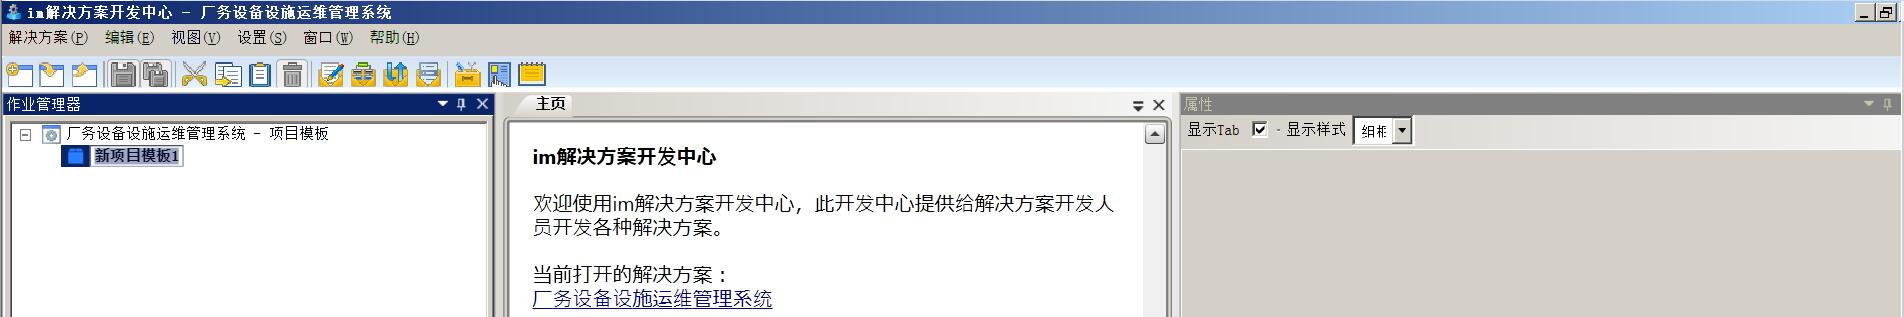 im解决方案开发中心 - 厂务设备设施运维管理系统
解决方案(P) 编辑(E) 视图(V) 设置(S) 窗口(W) 帮助(H)
作业管理器
厂务设备设施运维管理系统 - 项目模板
新项目模板1
主页
im解决方案开发中心
欢迎使用im解决方案开发中心，此开发中心提供给解决方案开发人
员开发各种解决方案。
当前打开的解决方案：
厂务设备设施运维管理系统
属性
显示Tab - 显示样式